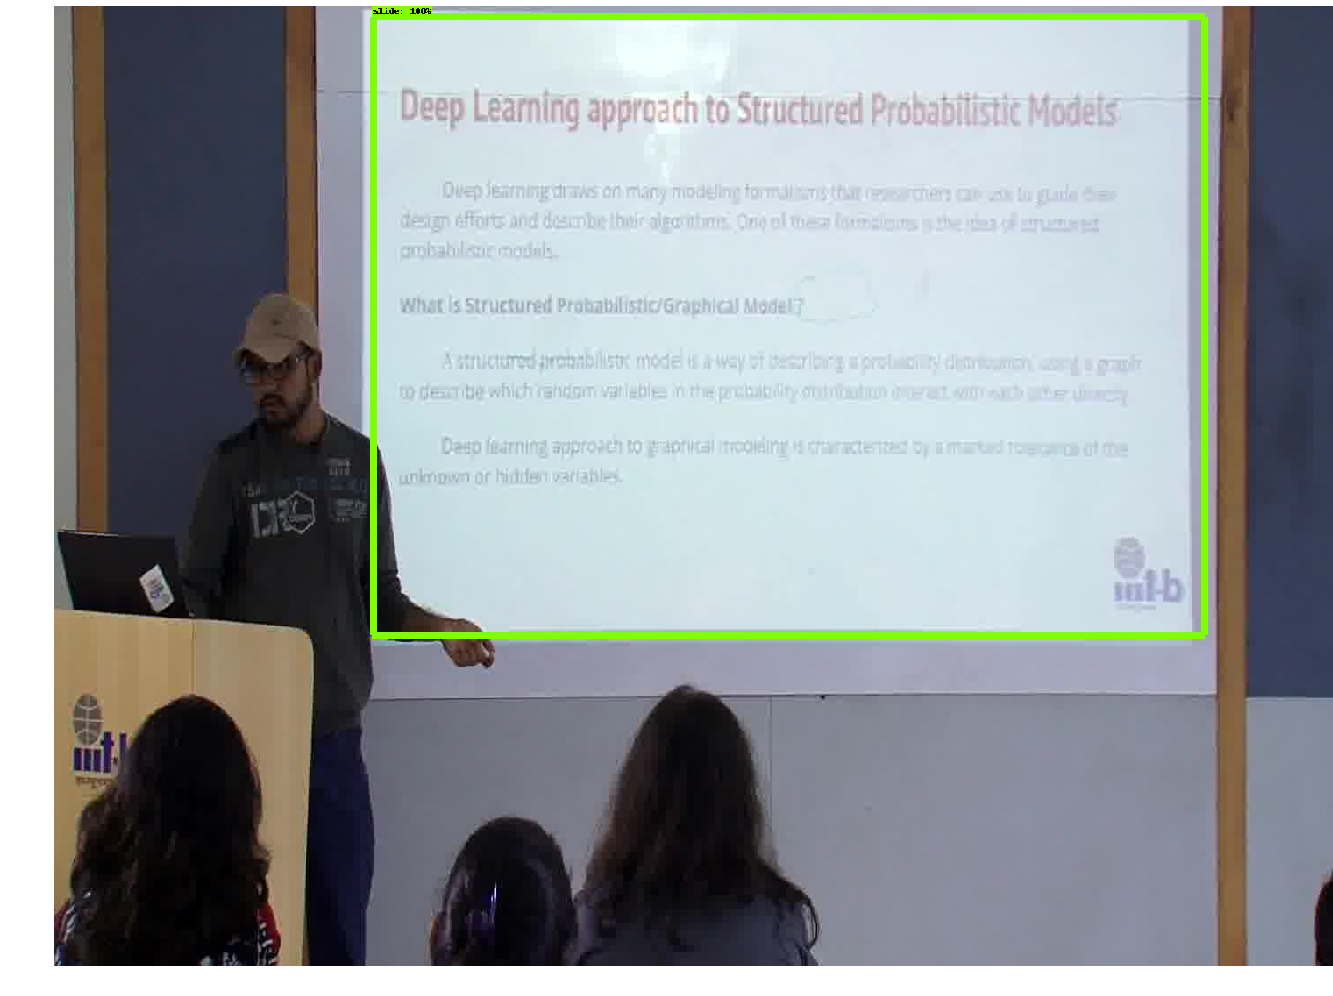 slide: 100%
Deep Learning approach to Structured Probabilistic Models
Deep learning draws on many modeling formalisms that researchers can use to guide their
design efforts and describe their algorithms. One of these formalisms is the idea of structured
probabilistic models.
What is Structured Probabilistic/Graphical Model ?
A structured probabilistic model is a way of describing a probability distribution, using a graph
to describe which random variables in the probability distribution interact with each other directly.
Deep learning approach to graphical modeling is characterized by a marked tolerance of the
unknown or hidden variables.
iiit-b